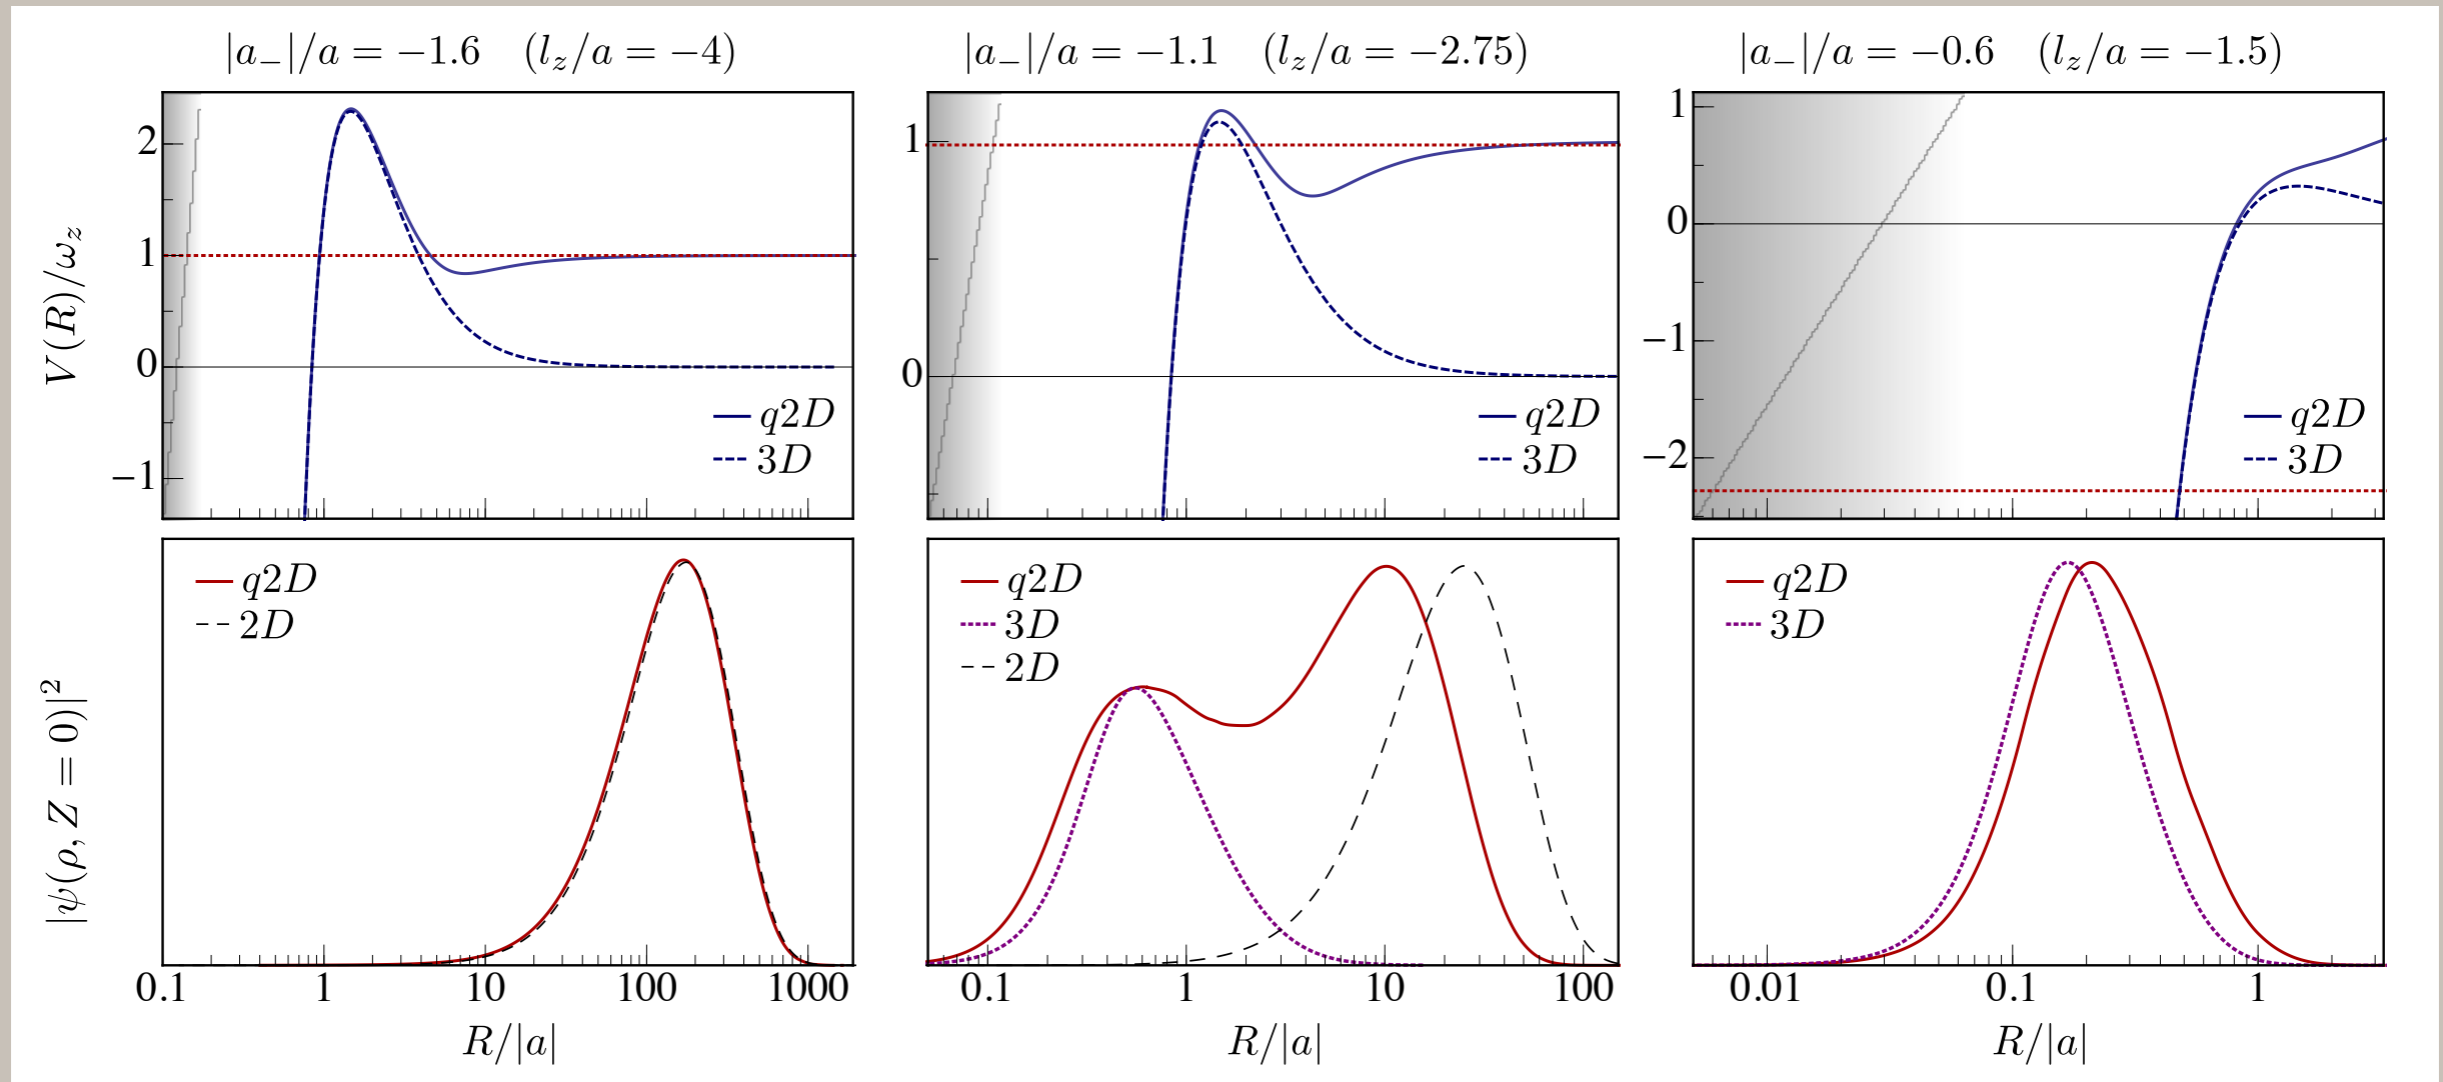 |a₋|/a = −1.6 (l_z/a = −4)
|a₋|/a = −1.1 (l_z/a = −2.75)
|a₋|/a = −0.6 (l_z/a = −1.5)
V(R)/ω_z
2
1
0
−1
q2D
3D
1
0
q2D
3D
1
0
−1
−2
q2D
3D
|ψ(ρ, Z = 0)|²
q2D
2D
0.1 1 10 100 1000
R/|a|
q2D
3D
2D
0.1 1 10 100
R/|a|
q2D
3D
0.01 0.1 1
R/|a|